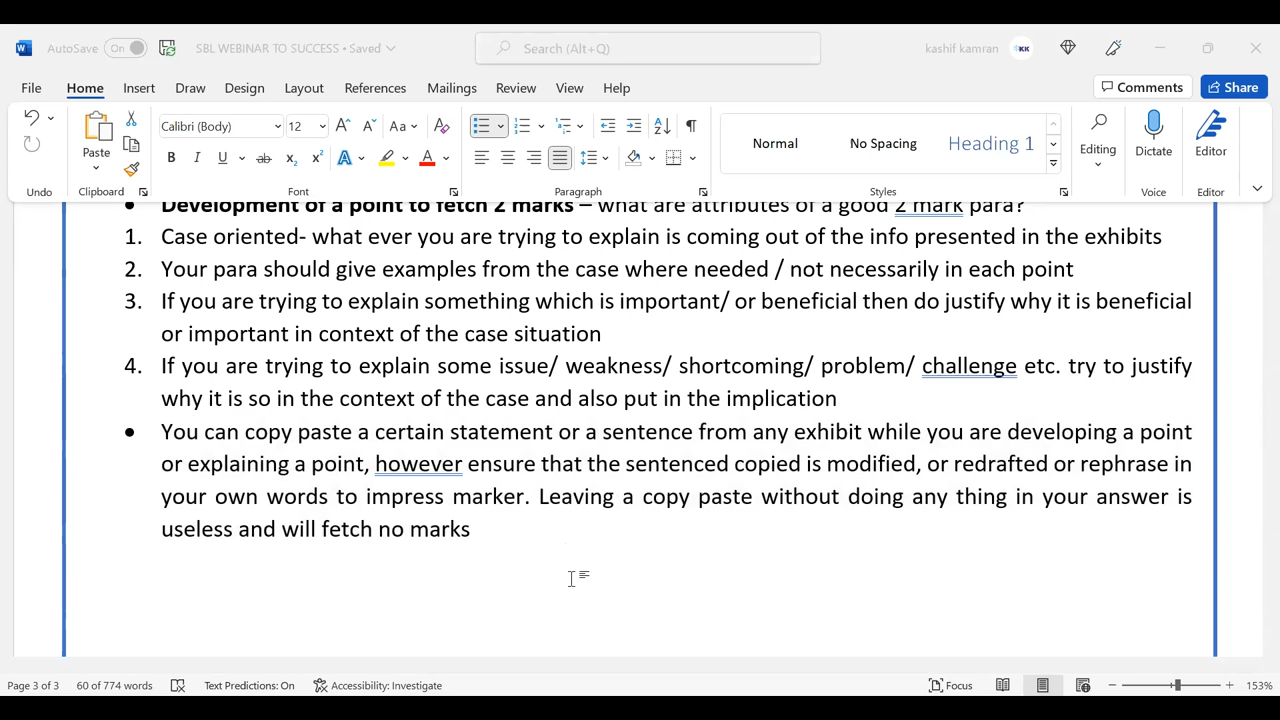 AutoSave On SBL WEBINAR TO SUCCESS • Saved Search (Alt+Q) kashif kamran KK
File Home Insert Draw Design Layout References Mailings Review View Help Comments Share
Calibri (Body) 12 Aa Normal No Spacing Heading 1
Paste Editing Dictate Editor
Undo Clipboard Font Paragraph Styles Voice Editor
• Development of a point to fetch 2 marks – what are attributes of a good 2 mark para?
1. Case oriented- what ever you are trying to explain is coming out of the info presented in the exhibits
2. Your para should give examples from the case where needed / not necessarily in each point
3. If you are trying to explain something which is important/ or beneficial then do justify why it is beneficial
or important in context of the case situation
4. If you are trying to explain some issue/ weakness/ shortcoming/ problem/ challenge etc. try to justify
why it is so in the context of the case and also put in the implication
• You can copy paste a certain statement or a sentence from any exhibit while you are developing a point
or explaining a point, however ensure that the sentenced copied is modified, or redrafted or rephrase in
your own words to impress marker. Leaving a copy paste without doing any thing in your answer is
useless and will fetch no marks
Page 3 of 3 60 of 774 words Text Predictions: On Accessibility: Investigate Focus 153%